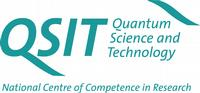 QSIT
Quantum
Science and
Technology
National Centre of Competence in Research